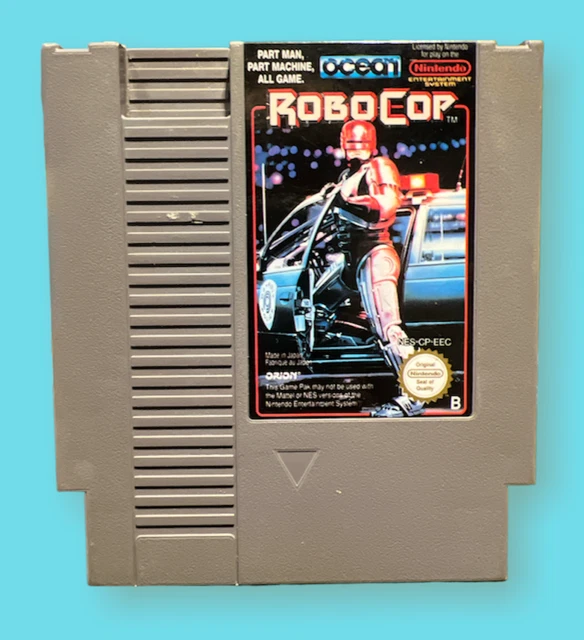 PART MAN,
PART MACHINE,
ALL GAME.
ocean
Licensed by Nintendo
for play on the
Nintendo
ENTERTAINMENT
SYSTEM
ROBOCOP
TM
NES-CP-EEC
Made in Japan
Fabriqué au Japon
ORION
Original
Nintendo
Seal of
Quality
This Game Pak may not be used with
the Mattel or NES versions of the
Nintendo Entertainment System
B